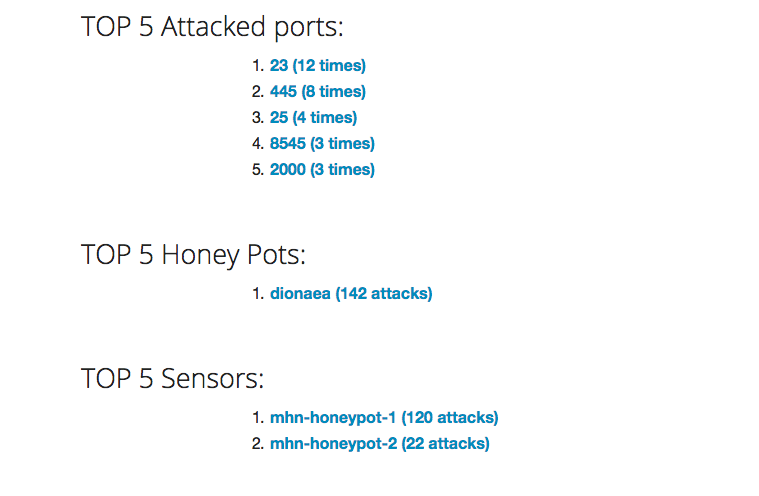 TOP 5 Attacked ports:
1. 23 (12 times)
2. 445 (8 times)
3. 25 (4 times)
4. 8545 (3 times)
5. 2000 (3 times)
TOP 5 Honey Pots:
1. dionaea (142 attacks)
TOP 5 Sensors:
1. mhn-honeypot-1 (120 attacks)
2. mhn-honeypot-2 (22 attacks)